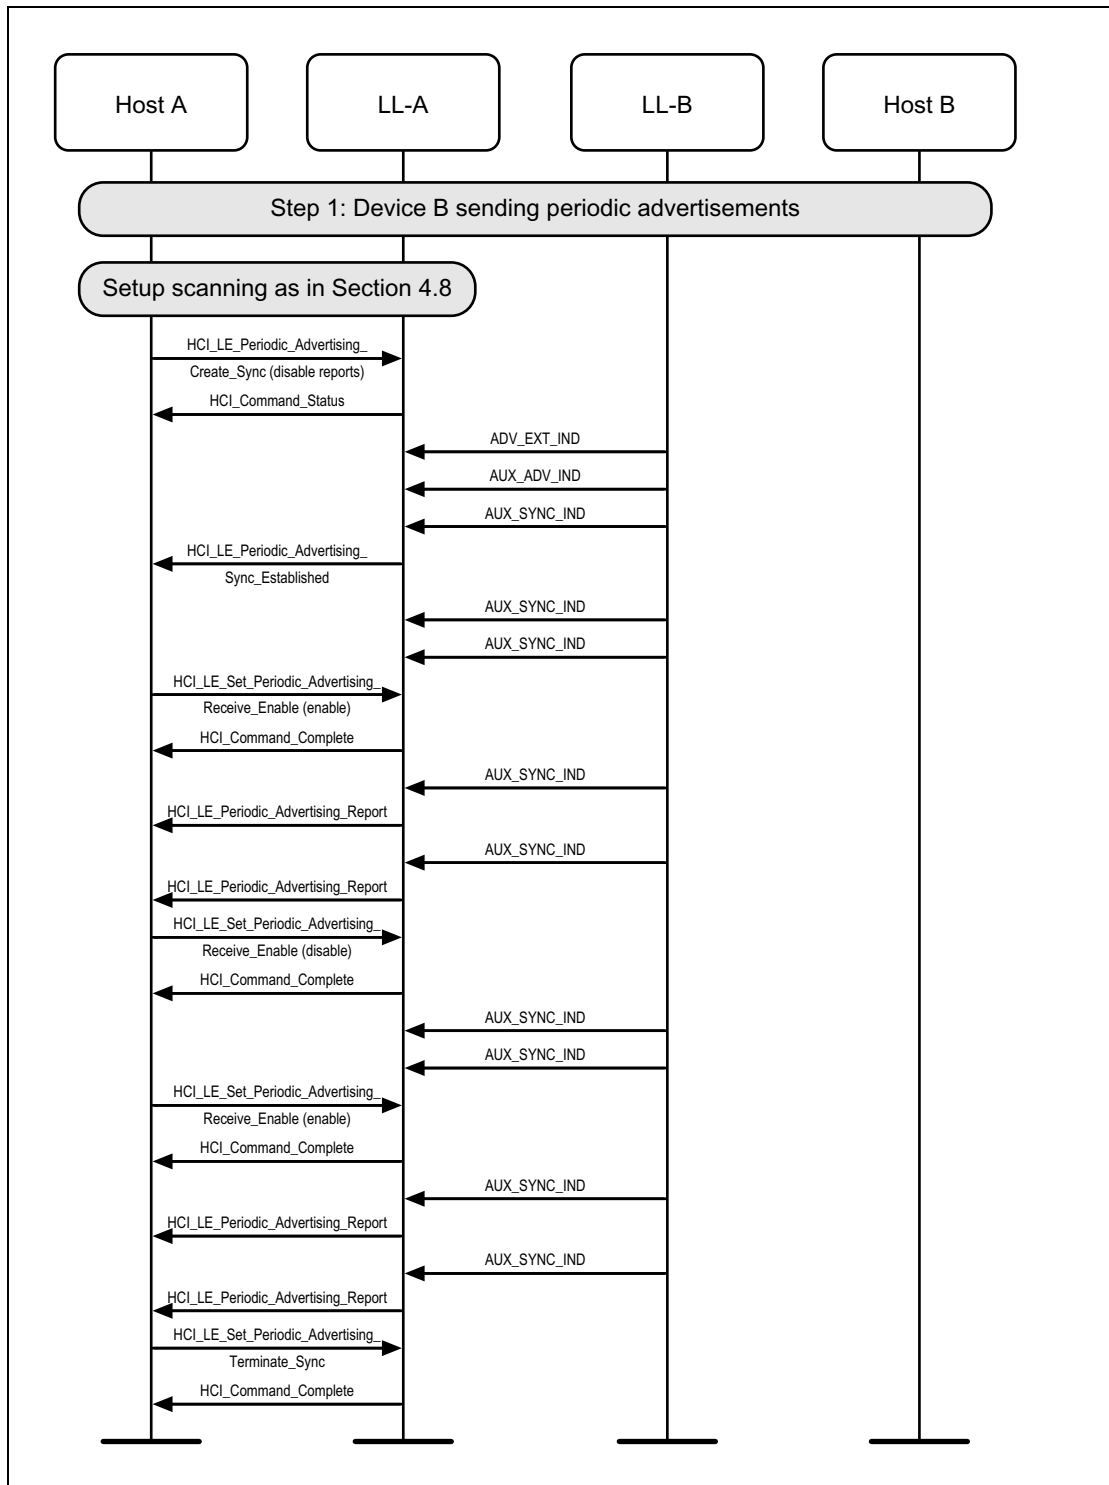 Host A
LL-A
LL-B
Host B
Step 1: Device B sending periodic advertisements
Setup scanning as in Section 4.8
HCI_LE_Periodic_Advertising_
Create_Sync (disable reports)
HCI_Command_Status
ADV_EXT_IND
AUX_ADV_IND
AUX_SYNC_IND
HCI_LE_Periodic_Advertising_
Sync_Established
AUX_SYNC_IND
AUX_SYNC_IND
HCI_LE_Set_Periodic_Advertising_
Receive_Enable (enable)
HCI_Command_Complete
AUX_SYNC_IND
HCI_LE_Periodic_Advertising_Report
AUX_SYNC_IND
HCI_LE_Periodic_Advertising_Report
HCI_LE_Set_Periodic_Advertising_
Receive_Enable (disable)
HCI_Command_Complete
AUX_SYNC_IND
AUX_SYNC_IND
HCI_LE_Set_Periodic_Advertising_
Receive_Enable (enable)
HCI_Command_Complete
AUX_SYNC_IND
HCI_LE_Periodic_Advertising_Report
AUX_SYNC_IND
HCI_LE_Periodic_Advertising_Report
HCI_LE_Set_Periodic_Advertising_
Terminate_Sync
HCI_Command_Complete